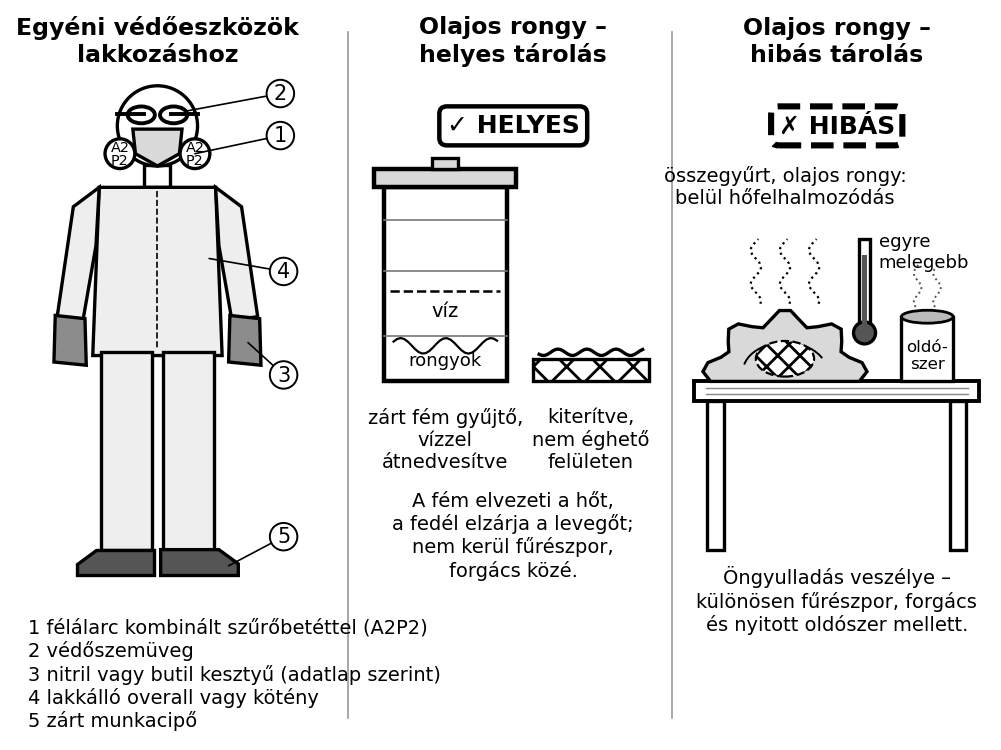 Egyéni védőeszközök
lakkozáshoz
2
1
A2
P2
A2
P2
4
3
5
1 félálarc kombinált szűrőbetéttel (A2P2)
2 védőszemüveg
3 nitril vagy butil kesztyű (adatlap szerint)
4 lakkálló overall vagy kötény
5 zárt munkacipő
Olajos rongy –
helyes tárolás
✓ HELYES
víz
rongyok
zárt fém gyűjtő,
vízzel
átnedvesítve
kiterítve,
nem éghető
felületen
A fém elvezeti a hőt,
a fedél elzárja a levegőt;
nem kerül fűrészpor,
forgács közé.
Olajos rongy –
hibás tárolás
✗ HIBÁS
összegyűrt, olajos rongy:
belül hőfelhalmozódás
egyre
melegebb
oldó-
szer
Öngyulladás veszélye –
különösen fűrészpor, forgács
és nyitott oldószer mellett.